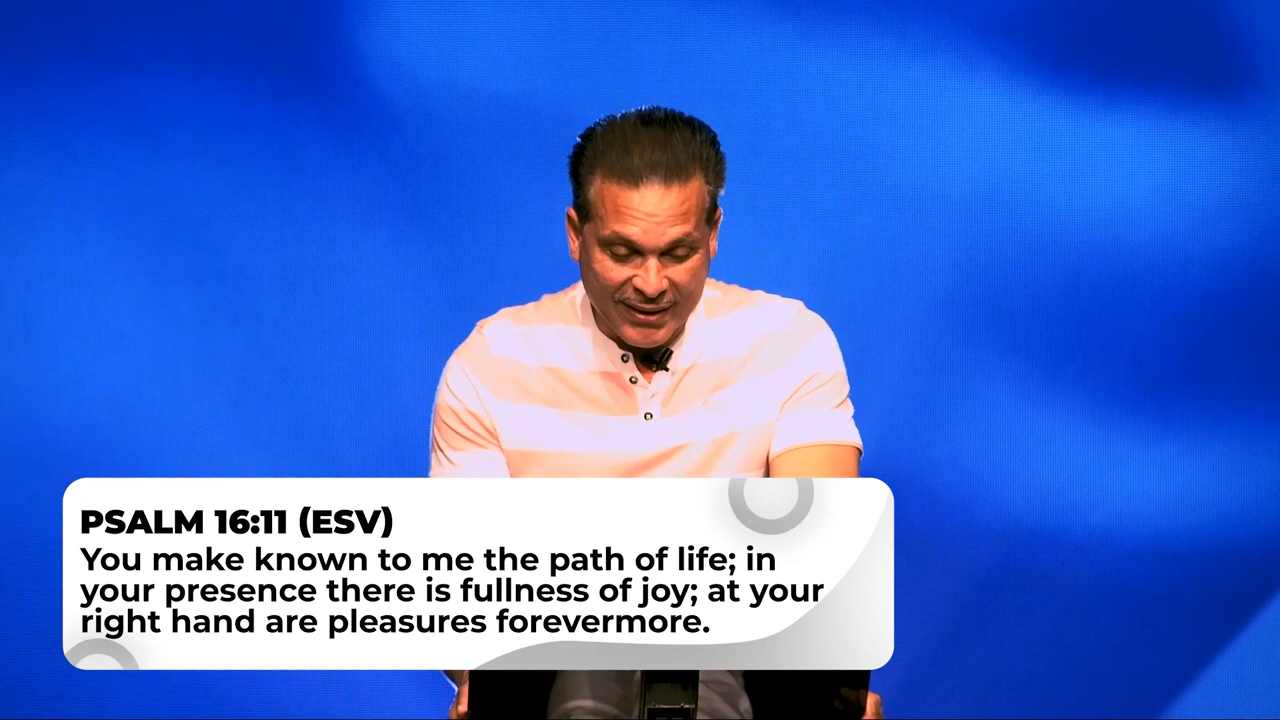 PSALM 16:11 (ESV)
You make known to me the path of life; in
your presence there is fullness of joy; at your
right hand are pleasures forevermore.